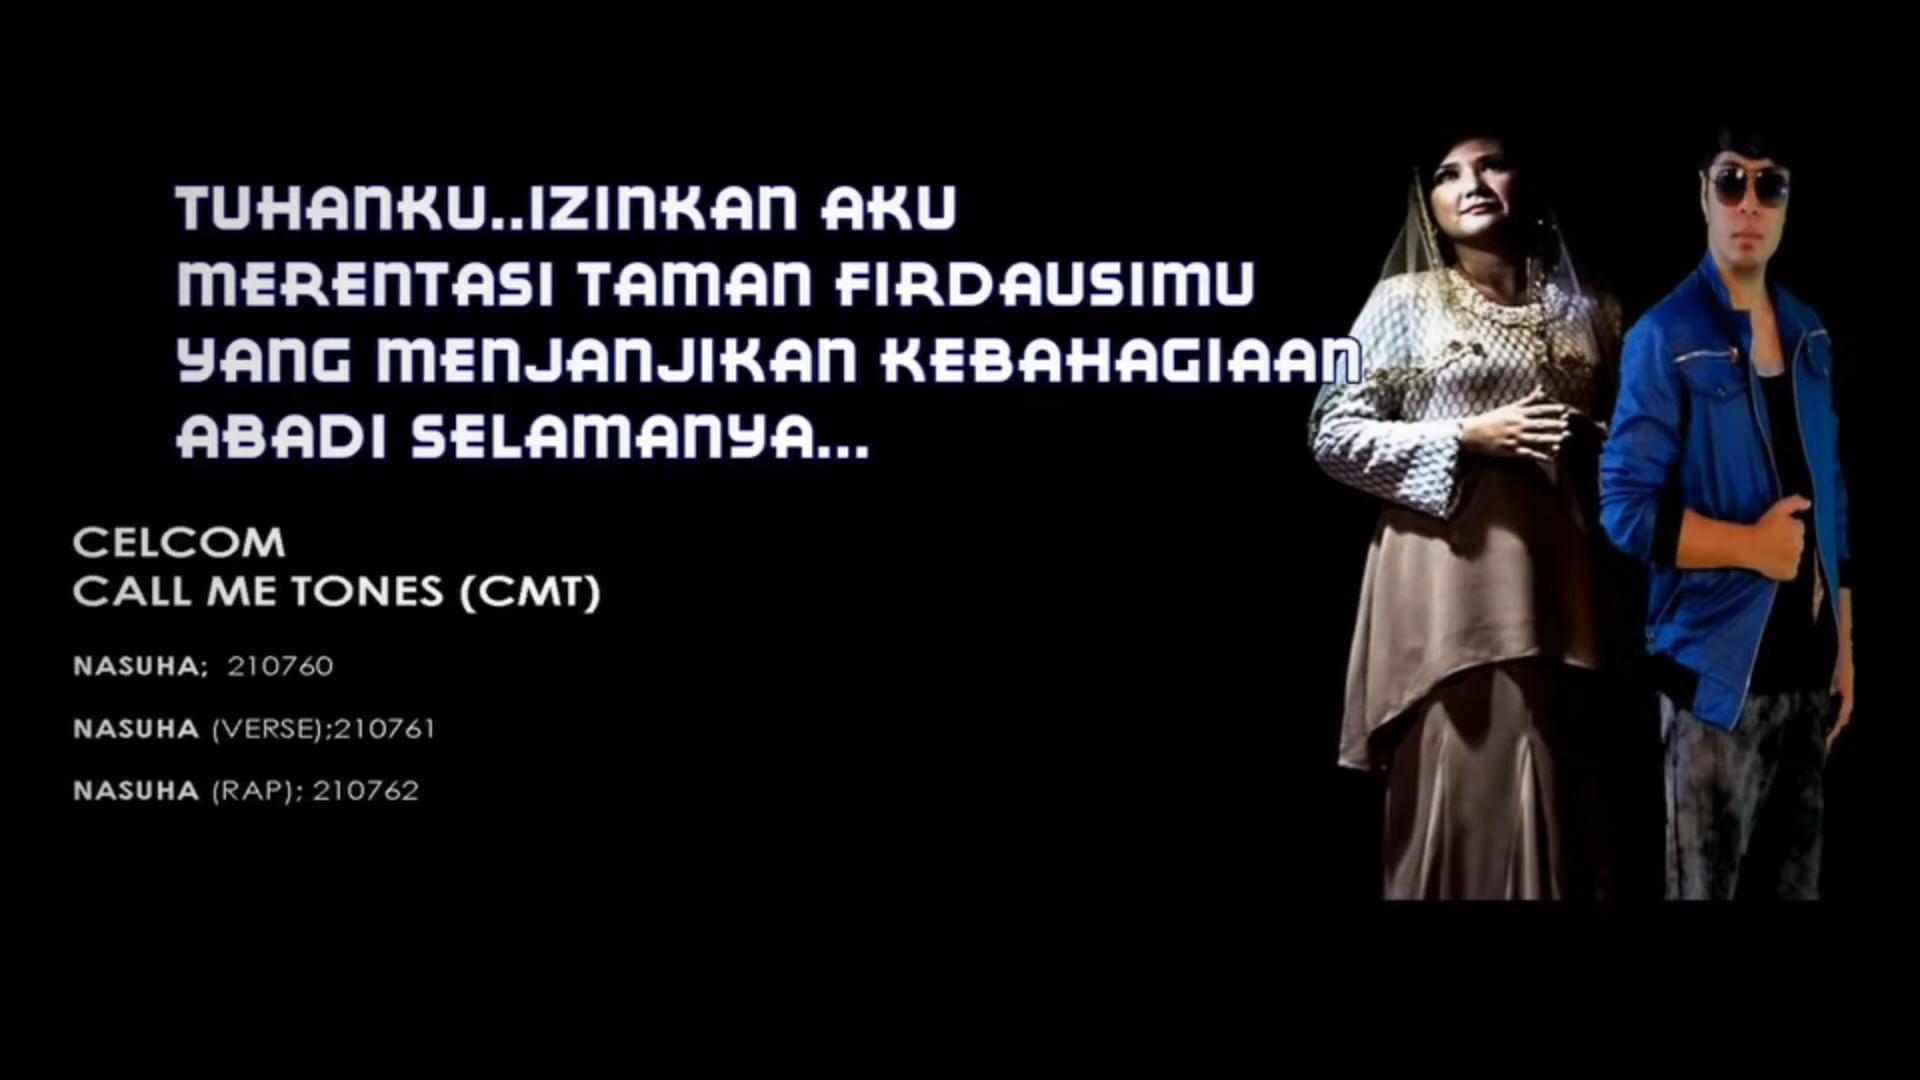 TUHANKU..IZINKAN AKU
MERENTASI TAMAN FIRDAUSIMU
YANG MENJANJIKAN KEBAHAGIAAN
ABADI SELAMANYA...
CELCOM
CALL ME TONES (CMT)
NASUHA; 210760
NASUHA (VERSE);210761
NASUHA (RAP); 210762